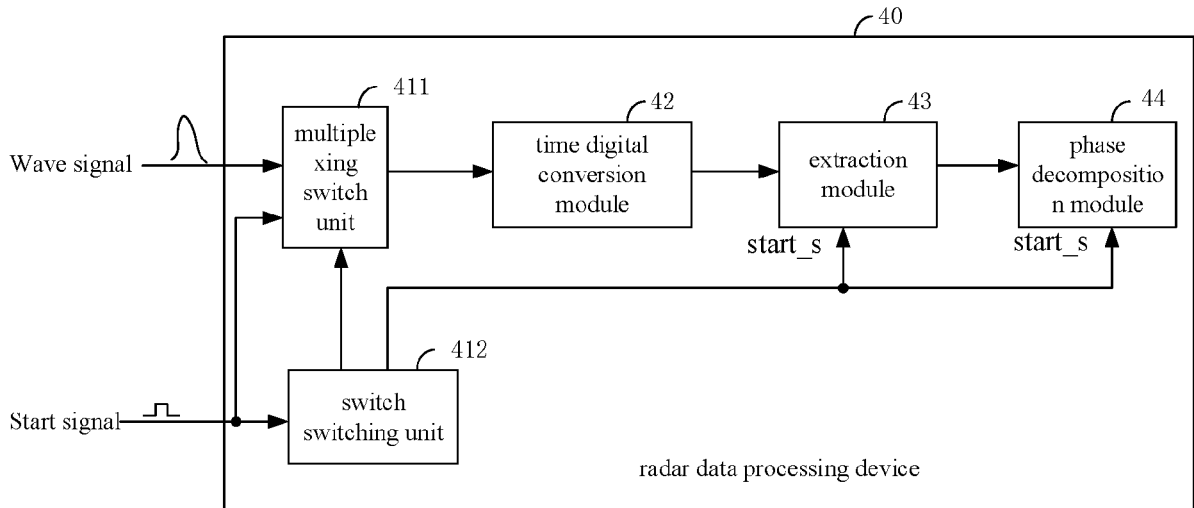 40
411
42
43
44
Wave signal
multiple
xing
switch
unit
time digital
conversion
module
extraction
module
phase
decompositio
n module
start_s
start_s
412
Start signal
switch
switching unit
radar data processing device